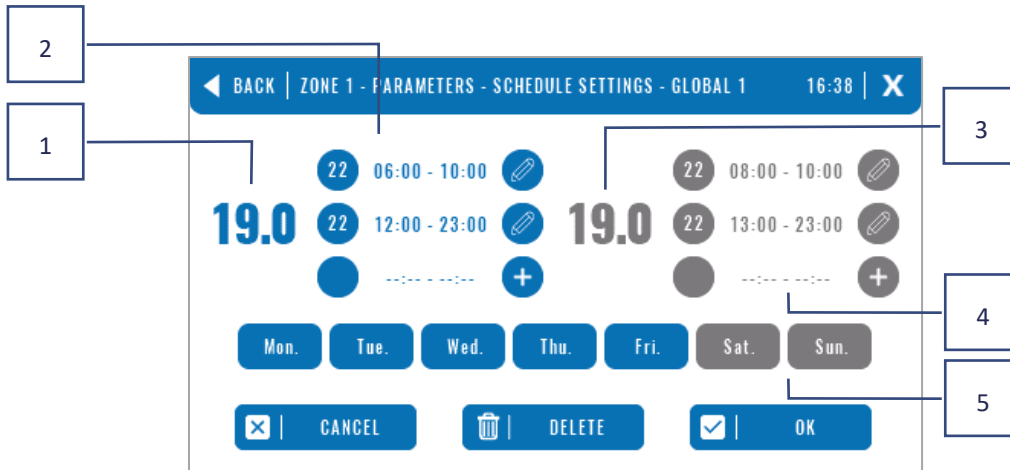 2
BACK | ZONE 1 - PARAMETERS - SCHEDULE SETTINGS - GLOBAL 1 16:38 | X
1
3
22 06:00 - 10:00
22 08:00 - 10:00
19.0 22 12:00 - 23:00
19.0 22 13:00 - 23:00
--:-- - --:-- +
--:-- - --:-- +
4
Mon. Tue. Wed. Thu. Fri. Sat. Sun.
5
CANCEL DELETE OK